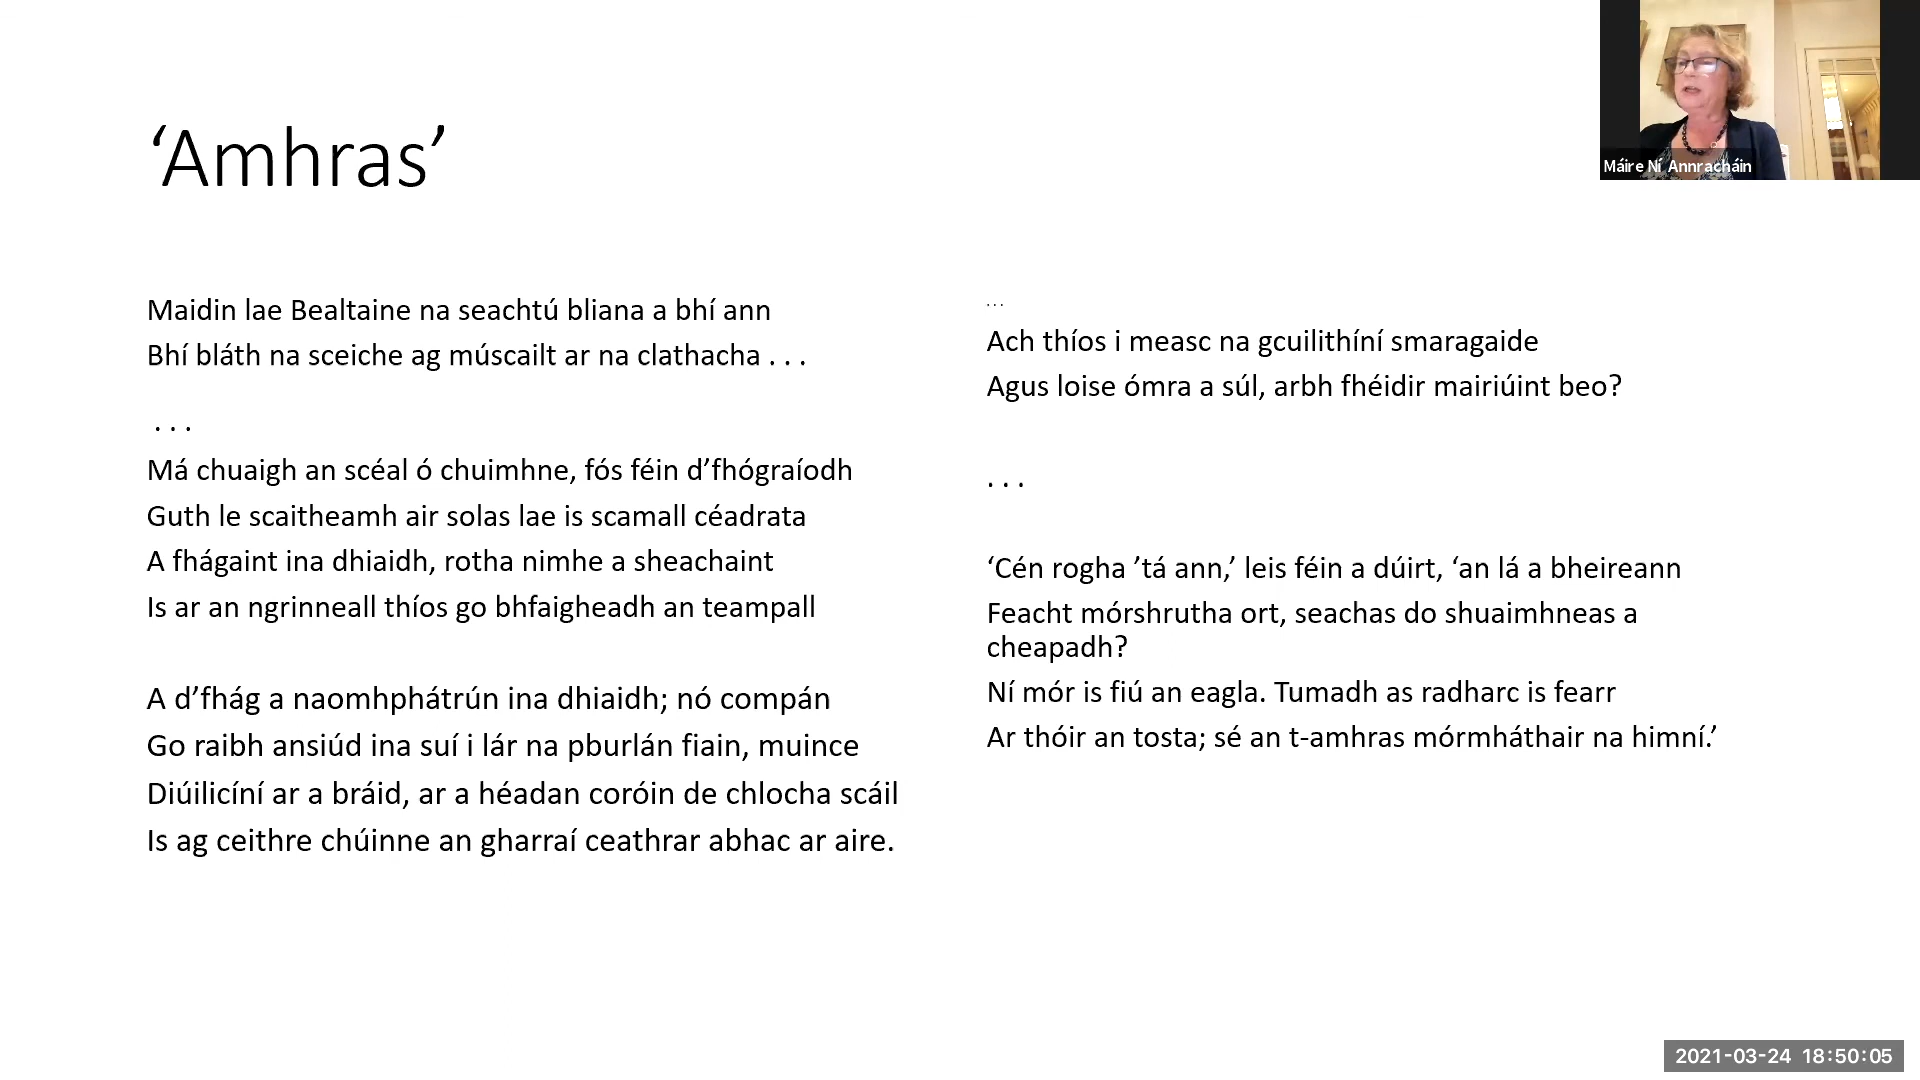 ‘Amhras’
Maidin lae Bealtaine na seachtú bliana a bhí ann
Bhí bláth na sceiche ag múscailt ar na clathacha . . .
. . .
Má chuaigh an scéal ó chuimhne, fós féin d’fhógraíodh
Guth le scaitheamh air solas lae is scamall céadrata
A fhágaint ina dhiaidh, rotha nimhe a sheachaint
Is ar an ngrinneall thíos go bhfaigheadh an teampall
A d’fhág a naomhphátrún ina dhiaidh; nó compán
Go raibh ansiúd ina suí i lár na pburlán fiain, muince
Diúilicíní ar a bráid, ar a héadan coróin de chlocha scáil
Is ag ceithre chúinne an gharraí ceathrar abhac ar aire.
...
Ach thíos i measc na gcuilithíní smaragaide
Agus loise ómra a súl, arbh fhéidir mairiúint beo?
. . .
‘Cén rogha ’tá ann,’ leis féin a dúirt, ‘an lá a bheireann
Feacht mórshrutha ort, seachas do shuaimhneas a
cheapadh?
Ní mór is fiú an eagla. Tumadh as radharc is fearr
Ar thóir an tosta; sé an t-amhras mórmháthair na himní.’
Máire Ní Annracháin
2021-03-24 18:50:05